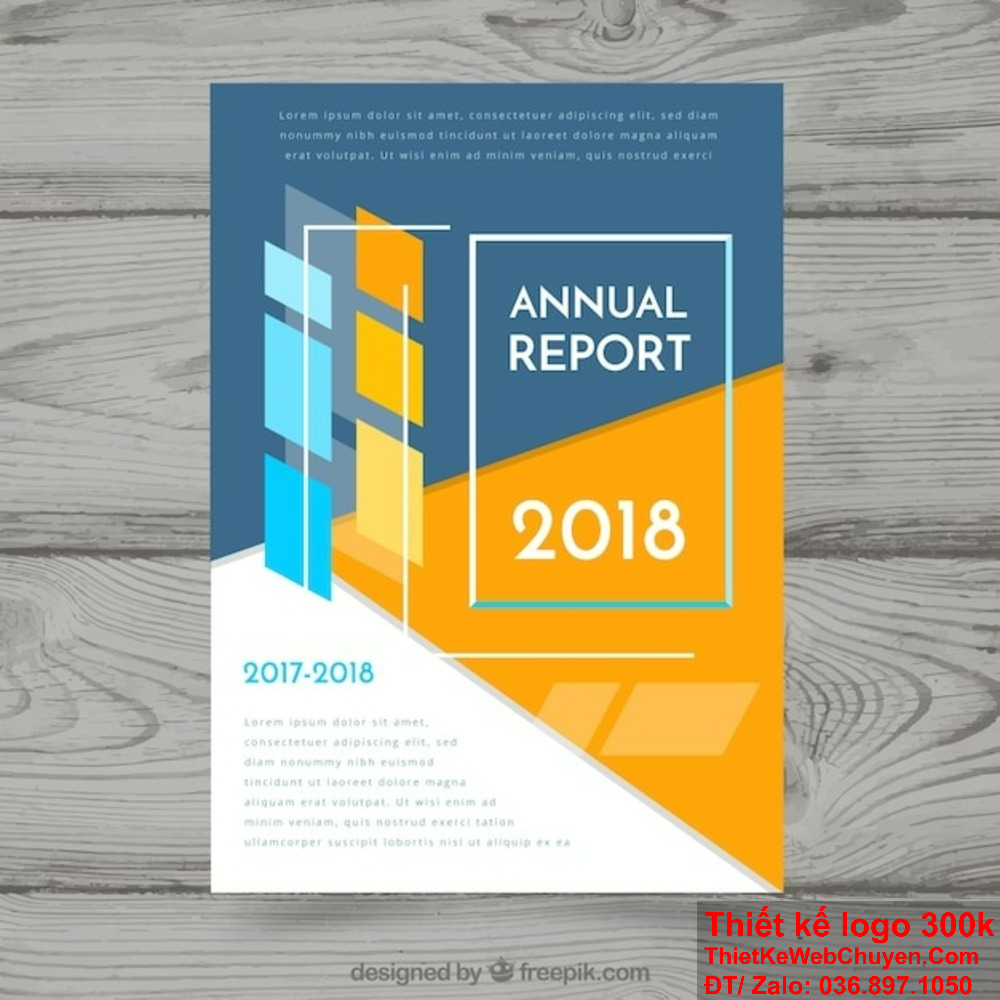 Lorem ipsum dolor sit amet, consectetuer adipiscing elit, sed diam
nonummy nibh euismod tincidunt ut laoreet dolore magna aliquam
erat volutpat. Ut wisi enim ad minim veniam, quis nostrud exerci
ANNUAL
REPORT
2018
2017-2018
Lorem ipsum dolor sit amet,
consectetuer adipiscing elit, sed
diam nonummy nibh euismod
tincidunt ut laoreet dolore magna
aliquam erat volutpat. Ut wisi enim ad
minim veniam, quis nostrud exerci tation
ullamcorper suscipit lobortis nisl ut aliquip ex ea
designed by freepik.com
Thiết kế logo 300k
ThietKeWebChuyen.Com
ĐT/ Zalo: 036.897.1050